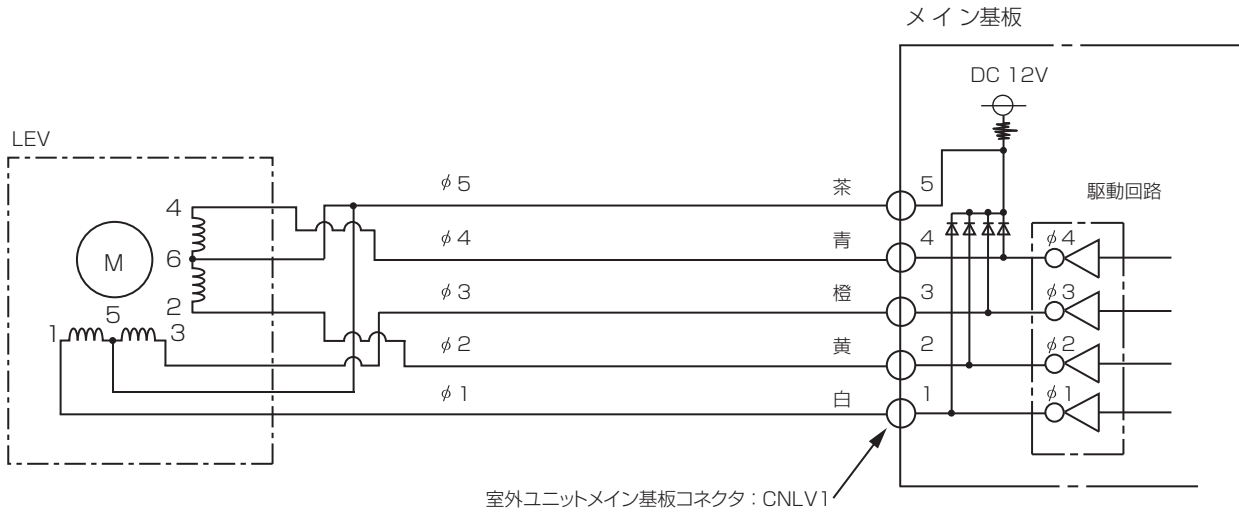 メイン基板
DC 12V
LEV
駆動回路
φ5 茶 5
4
φ4 青 4 φ4
6
M
φ3 橙 3 φ3
2
5
1 3
φ2 黄 2 φ2
φ1 白 1 φ1
室外ユニットメイン基板コネクタ：CNLV1